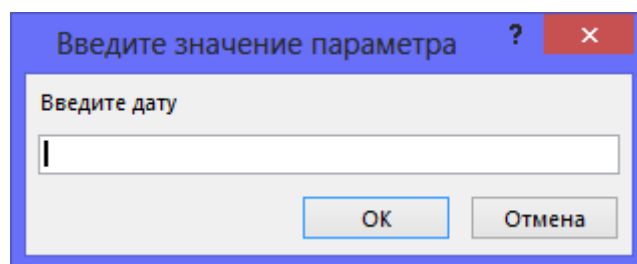 Введите значение параметра ?
Введите дату
ОК Отмена